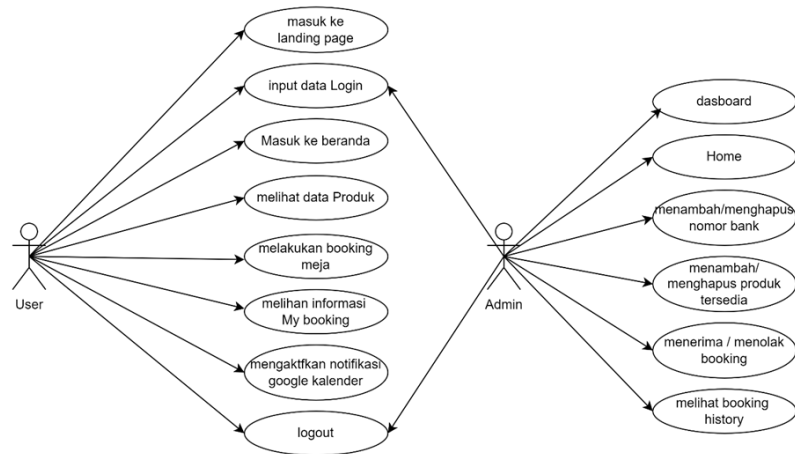 masuk ke
landing page
input data Login
Masuk ke beranda
melihat data Produk
melakukan booking
meja
melihan informasi
My booking
mengaktfkan notifikasi
google kalender
logout
User
Admin
dasboard
Home
menambah/menghapus
nomor bank
menambah/
menghapus produk
tersedia
menerima / menolak
booking
melihat booking
history